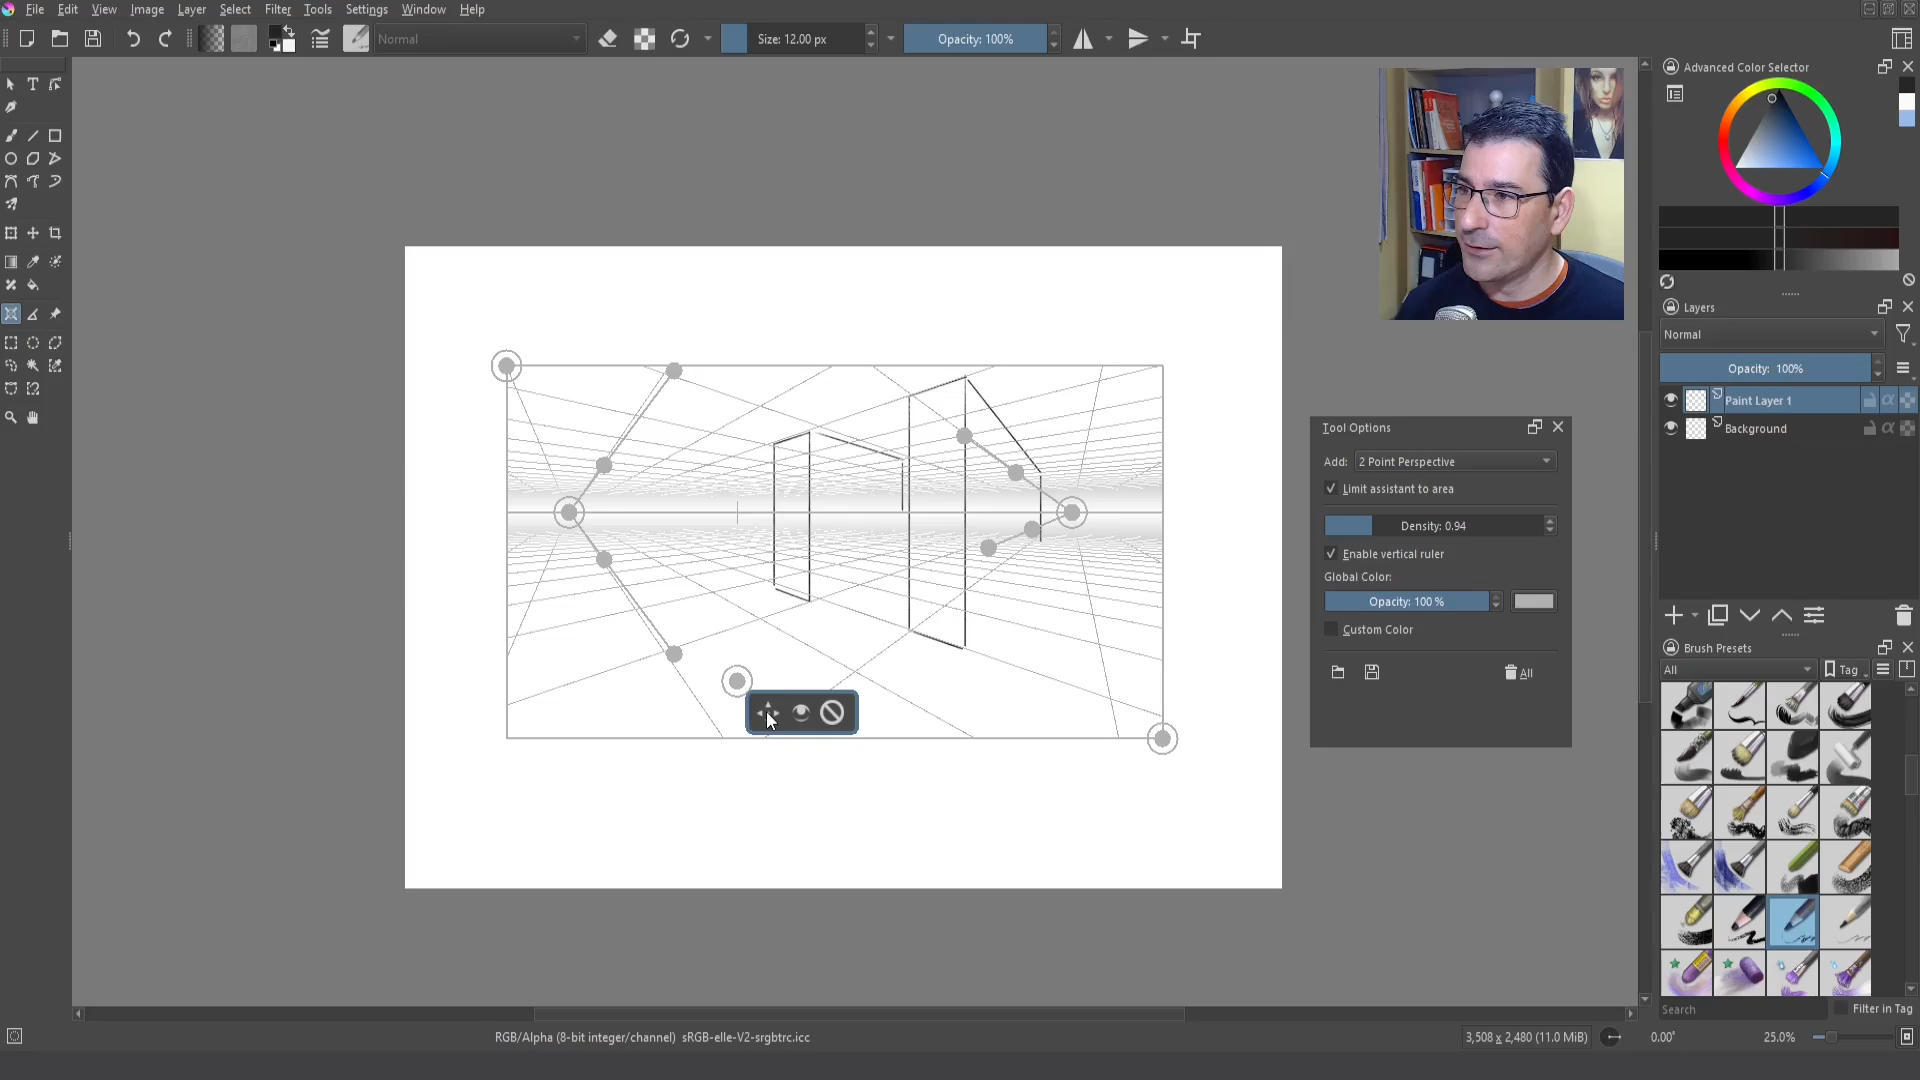 File Edit View Image Layer Select Filter Tools Settings Window Help
Normal
Size: 12.00 px
Opacity: 100%
Advanced Color Selector
Layers
Normal
Opacity: 100%
Paint Layer 1
Background
Tool Options
Add: 2 Point Perspective
Limit assistant to area
Density: 0.94
Enable vertical ruler
Global Color:
Opacity: 100 %
Custom Color
All
Brush Presets
All
Tag
Search
Filter in Tag
RGB/Alpha (8-bit integer/channel) sRGB-elle-V2-srgbtrc.icc
3,508 x 2,480 (11.0 MiB)
0.00°
25.0%